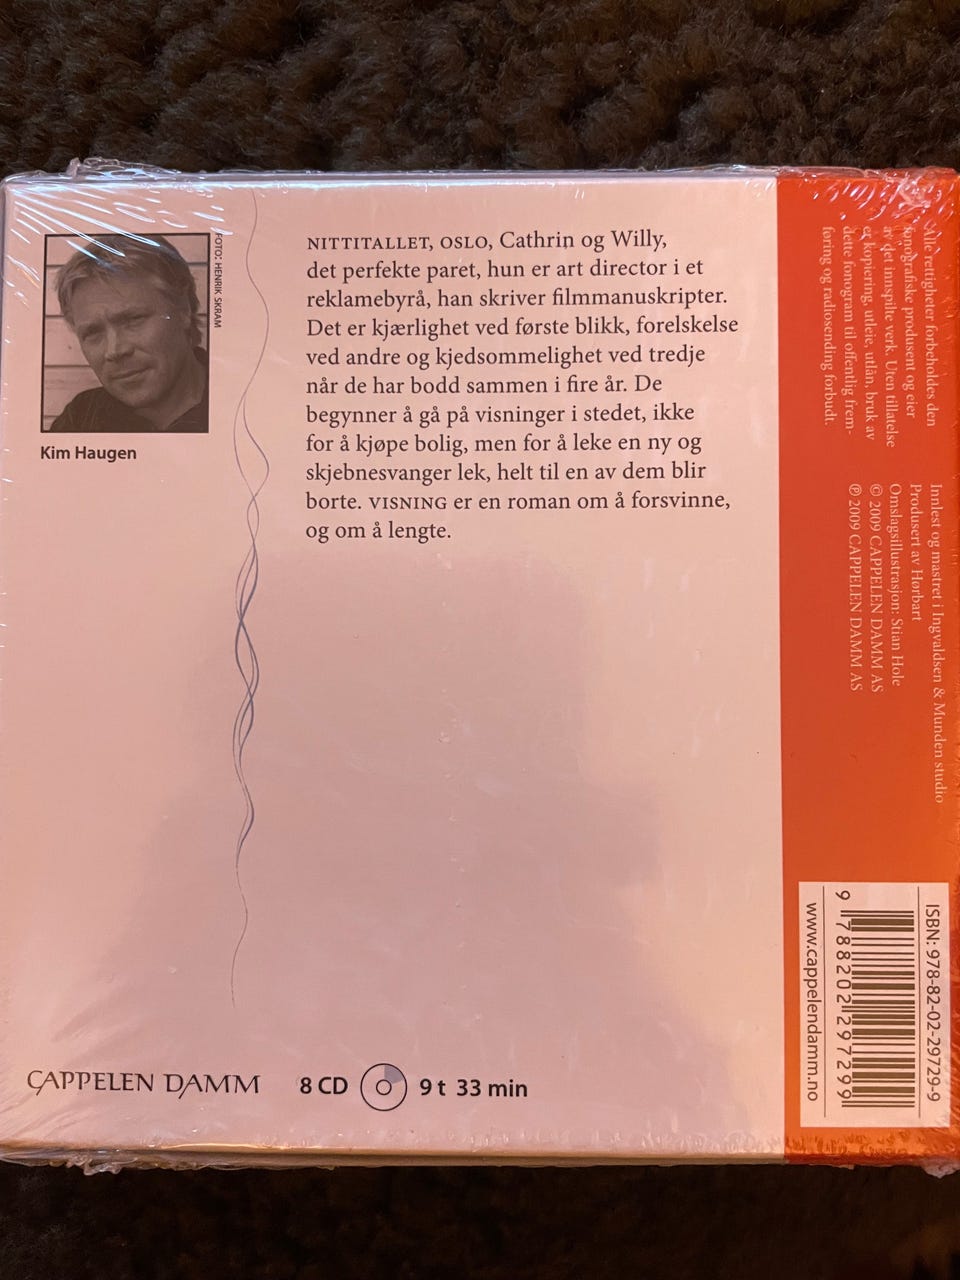 FOTO: HENRIK SKRAM
Kim Haugen
NITTITALLET, OSLO, Cathrin og Willy,
det perfekte paret, hun er art director i et
reklamebyrå, han skriver filmmanuskripter.
Det er kjærlighet ved første blikk, forelskelse
ved andre og kjedsommelighet ved tredje
når de har bodd sammen i fire år. De
begynner å gå på visninger i stedet, ikke
for å kjøpe bolig, men for å leke en ny og
skjebnesvanger lek, helt til en av dem blir
borte. VISNING er en roman om å forsvinne,
og om å lengte.
CAPPELEN DAMM
8 CD
9 t 33 min
Alle rettigheter forbeholdes den
fonografiske produsent og eier
av det innspilte verk. Uten tillatelse
er kopiering, utleie, utlån, bruk av
dette fonogram til offentlig frem-
føring og radiosending forbudt.
Innlest og mastret i Ingvaldsen & Munden studio
Produsert av Hørbart
Omslagsillustrasjon: Stian Hole
© 2009 CAPPELEN DAMM AS
℗ 2009 CAPPELEN DAMM AS
ISBN: 978-82-02-29729-9
9 788202 297299
www.cappelendamm.no